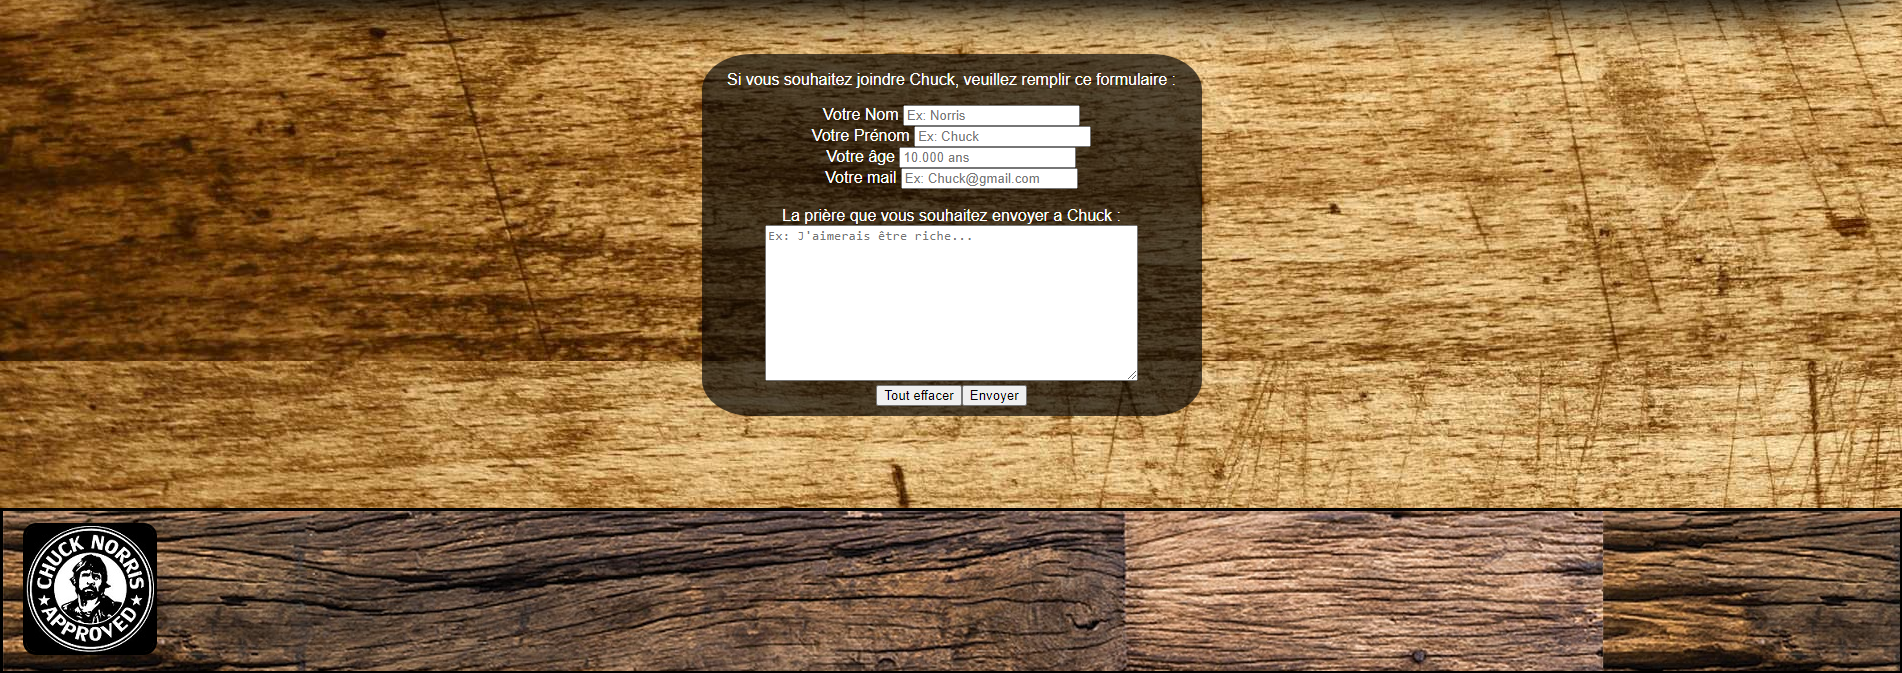 Si vous souhaitez joindre Chuck, veuillez remplir ce formulaire :
Votre Nom Ex: Norris
Votre Prénom Ex: Chuck
Votre âge 10.000 ans
Votre mail Ex: Chuck@gmail.com
La prière que vous souhaitez envoyer a Chuck :
Ex: J'aimerais être riche...
Tout effacer Envoyer
CHUCK NORRIS
APPROVED